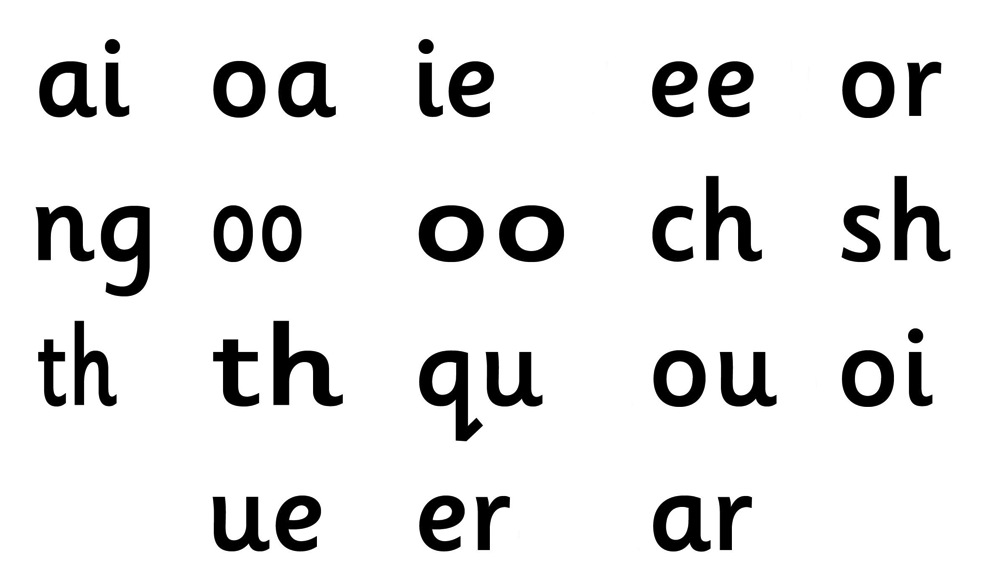 ai oa ie ee or
ng oo oo ch sh
th th qu ou oi
ue er ar